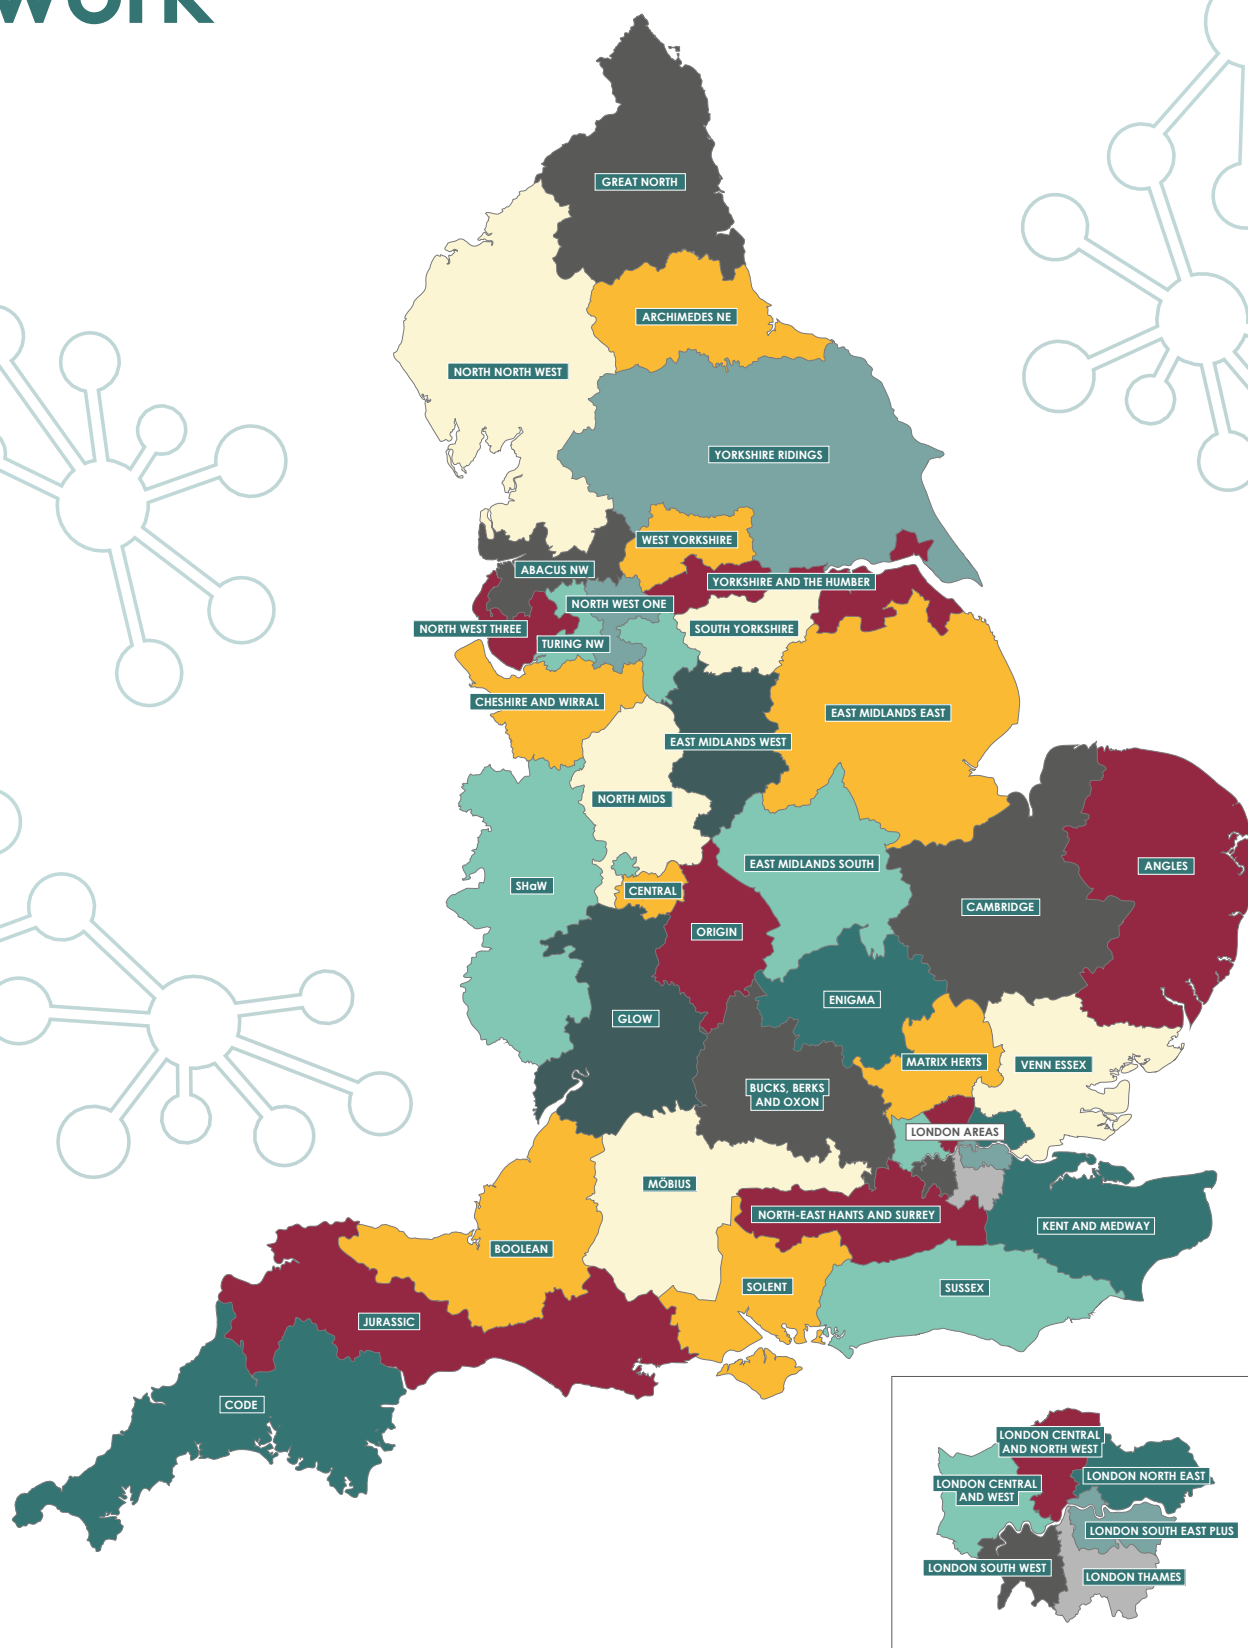 GREAT NORTH
ARCHIMEDES NE
NORTH NORTH WEST
YORKSHIRE RIDINGS
WEST YORKSHIRE
ABACUS NW
YORKSHIRE AND THE HUMBER
NORTH WEST ONE
NORTH WEST THREE
SOUTH YORKSHIRE
TURING NW
CHESHIRE AND WIRRAL
EAST MIDLANDS EAST
EAST MIDLANDS WEST
NORTH MIDS
EAST MIDLANDS SOUTH
ANGLES
SHaW
CENTRAL
CAMBRIDGE
ORIGIN
ENIGMA
GLOW
MATRIX HERTS
VENN ESSEX
BUCKS, BERKS
AND OXON
LONDON AREAS
MÖBIUS
NORTH-EAST HANTS AND SURREY
KENT AND MEDWAY
BOOLEAN
SOLENT
SUSSEX
JURASSIC
CODE
LONDON CENTRAL
AND NORTH WEST
LONDON NORTH EAST
LONDON CENTRAL
AND WEST
LONDON SOUTH EAST PLUS
LONDON SOUTH WEST
LONDON THAMES